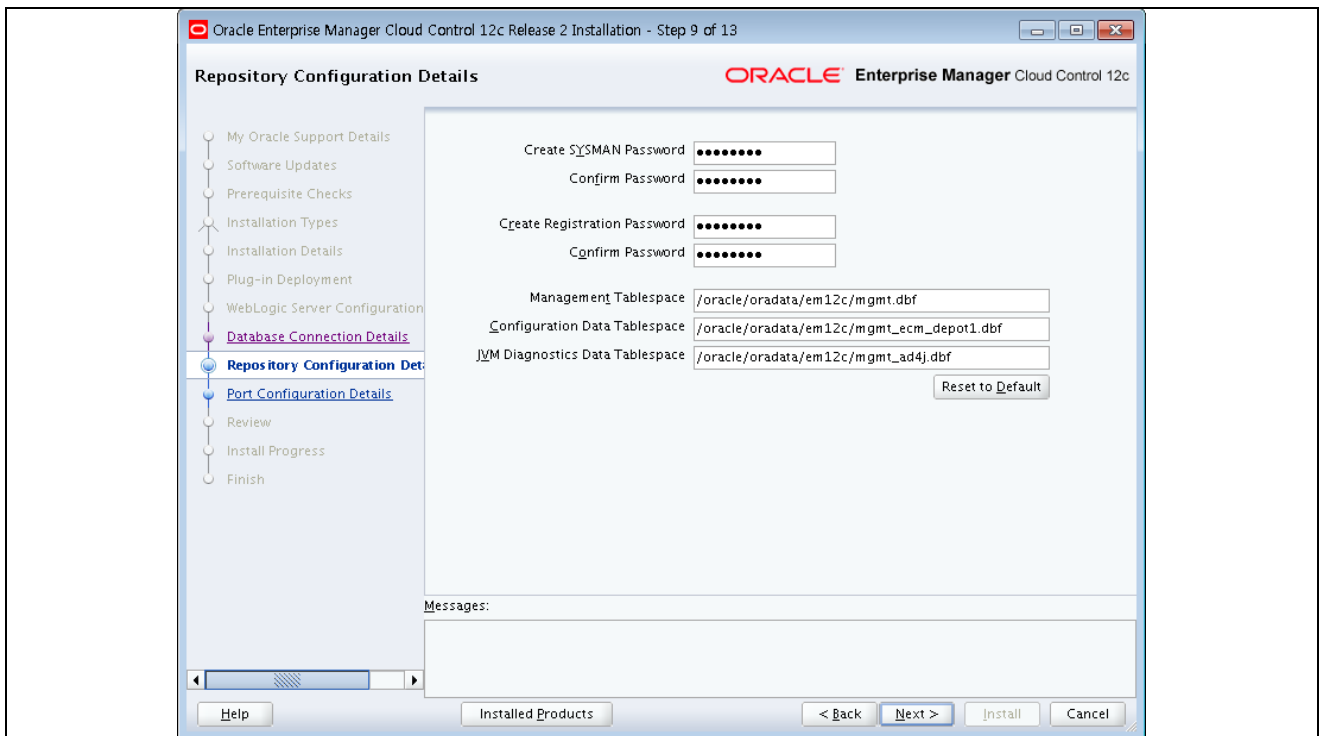 Oracle Enterprise Manager Cloud Control 12c Release 2 Installation - Step 9 of 13
Repository Configuration Details
ORACLE Enterprise Manager Cloud Control 12c
My Oracle Support Details
Software Updates
Prerequisite Checks
Installation Types
Installation Details
Plug-in Deployment
WebLogic Server Configuration
Database Connection Details
Repository Configuration Det
Port Configuration Details
Review
Install Progress
Finish
Create SYSMAN Password ●●●●●●●●
Confirm Password ●●●●●●●●
Create Registration Password ●●●●●●●●
Confirm Password ●●●●●●●●
Management Tablespace /oracle/oradata/em12c/mgmt.dbf
Configuration Data Tablespace /oracle/oradata/em12c/mgmt_ecm_depot1.dbf
JVM Diagnostics Data Tablespace /oracle/oradata/em12c/mgmt_ad4j.dbf
Reset to Default
Messages:
Help
Installed Products
< Back
Next >
Install
Cancel